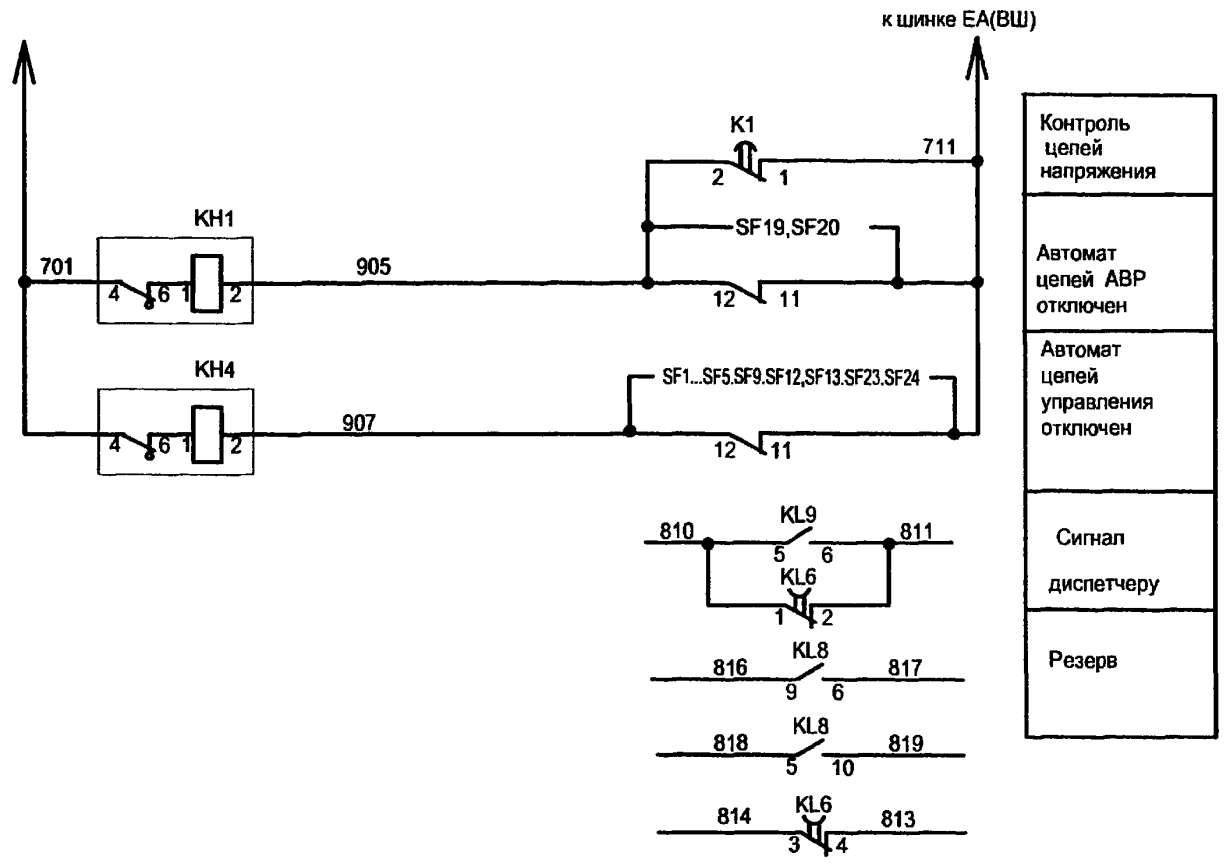 к шинке ЕА(ВШ)
K1
711
2
1
Контроль
цепей
напряжения
KH1
SF19,SF20
701
4
6
1
2
905
12
11
Автомат
цепей АВР
отключен
KH4
SF1...SF5.SF9.SF12,SF13.SF23.SF24
4
6
1
2
907
12
11
Автомат
цепей
управления
отключен
810
KL9
5
6
811
KL6
1
2
Сигнал
диспетчеру
816
KL8
9
6
817
Резерв
818
KL8
5
10
819
814
KL6
3
4
813